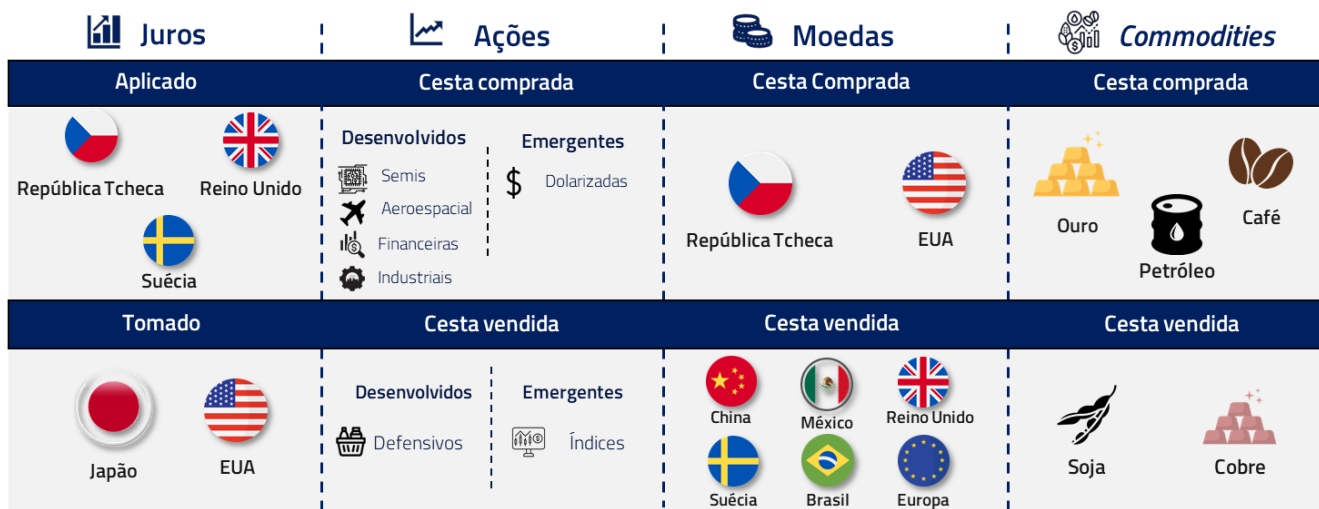 Juros
Ações
Moedas
Commodities
Aplicado
Cesta comprada
Cesta Comprada
Cesta comprada
República Tcheca
Reino Unido
Suécia
Desenvolvidos
Semis
Aeroespacial
Financeiras
Industriais
Emergentes
$ Dolarizadas
República Tcheca
EUA
Ouro
Petróleo
Café
Tomado
Cesta vendida
Cesta vendida
Cesta vendida
Japão
EUA
Desenvolvidos
Defensivos
Emergentes
Índices
China
México
Reino Unido
Suécia
Brasil
Europa
Soja
Cobre